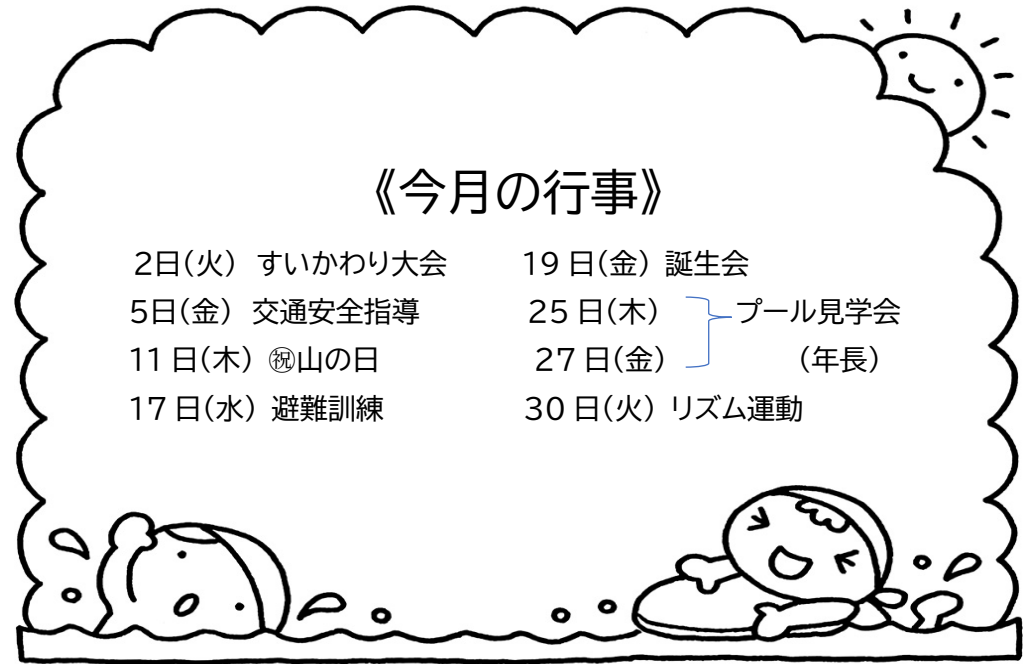 《今月の行事》
2日（火） すいかわり大会
5日（金） 交通安全指導
11日（木） ㊗山の日
17日（水） 避難訓練
19日（金） 誕生会
25日（木）
27日（金）
プール見学会
（年長）
30日（火） リズム運動